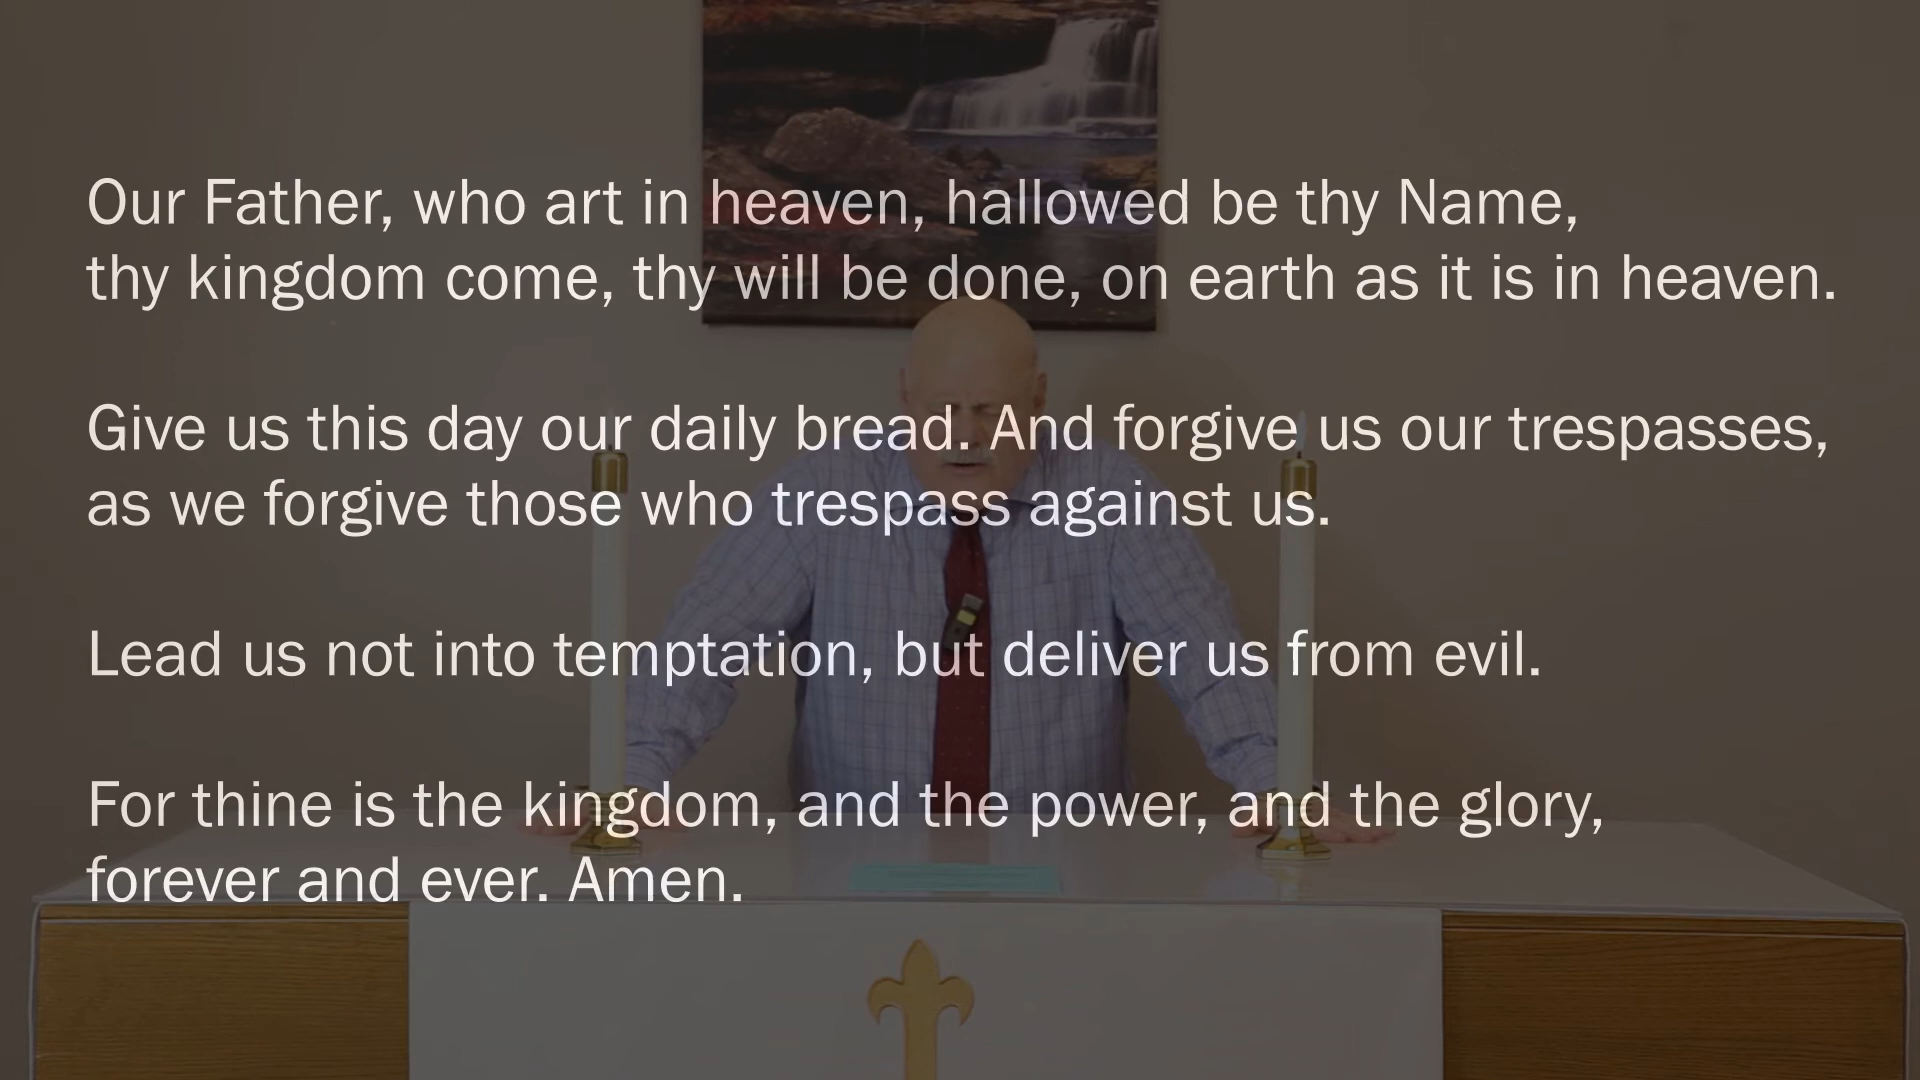 Our Father, who art in heaven, hallowed be thy Name,
thy kingdom come, thy will be done, on earth as it is in heaven.
Give us this day our daily bread. And forgive us our trespasses,
as we forgive those who trespass against us.
Lead us not into temptation, but deliver us from evil.
For thine is the kingdom, and the power, and the glory,
forever and ever. Amen.